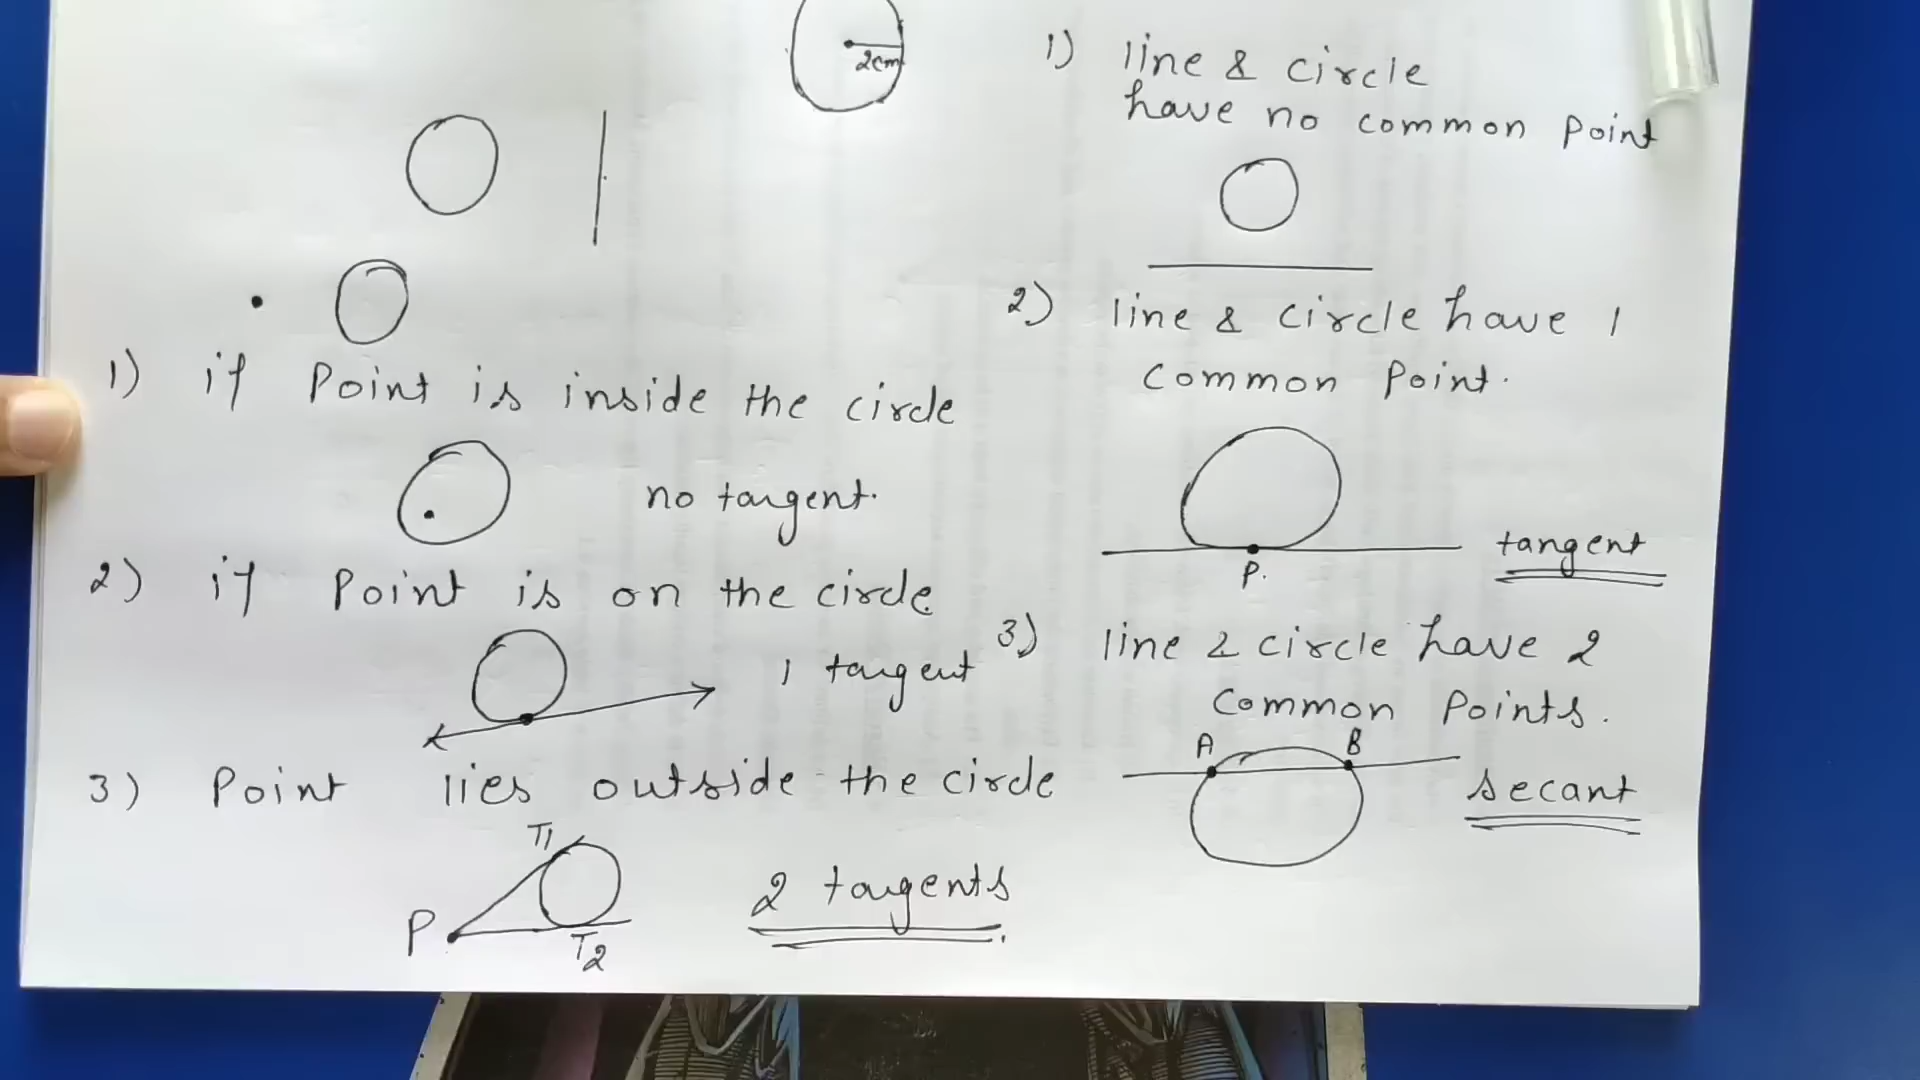 2cm
1) line & circle
have no common point
2) line & circle have 1
common point.
P.
tangent
3) line & circle have 2
common points.
A B
secant
1) if point is inside the circle
no tangent.
2) if point is on the circle.
1 tangent
3) Point lies outside the circle
T1
P
T2
2 tangents.